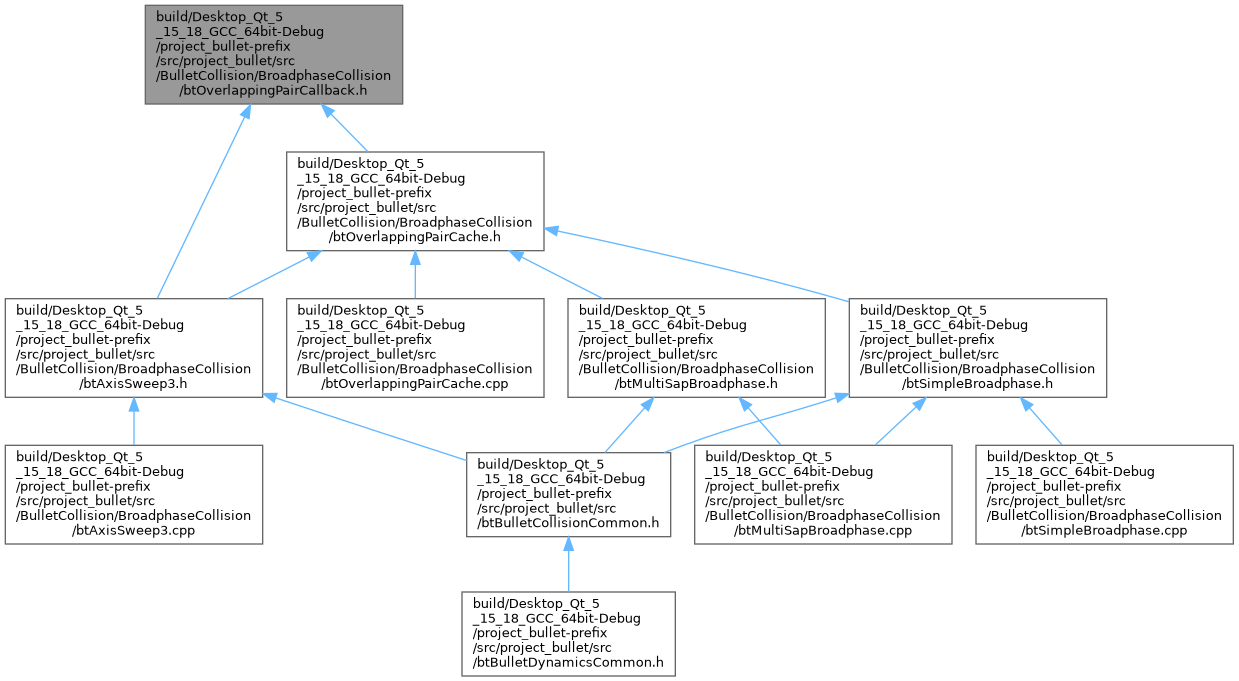 build/Desktop_Qt_5
_15_18_GCC_64bit-Debug
/project_bullet-prefix
/src/project_bullet/src
/BulletCollision/BroadphaseCollision
/btOverlappingPairCallback.h
build/Desktop_Qt_5
_15_18_GCC_64bit-Debug
/project_bullet-prefix
/src/project_bullet/src
/BulletCollision/BroadphaseCollision
/btOverlappingPairCache.h
build/Desktop_Qt_5
_15_18_GCC_64bit-Debug
/project_bullet-prefix
/src/project_bullet/src
/BulletCollision/BroadphaseCollision
/btAxisSweep3.h
build/Desktop_Qt_5
_15_18_GCC_64bit-Debug
/project_bullet-prefix
/src/project_bullet/src
/BulletCollision/BroadphaseCollision
/btOverlappingPairCache.cpp
build/Desktop_Qt_5
_15_18_GCC_64bit-Debug
/project_bullet-prefix
/src/project_bullet/src
/BulletCollision/BroadphaseCollision
/btMultiSapBroadphase.h
build/Desktop_Qt_5
_15_18_GCC_64bit-Debug
/project_bullet-prefix
/src/project_bullet/src
/BulletCollision/BroadphaseCollision
/btSimpleBroadphase.h
build/Desktop_Qt_5
_15_18_GCC_64bit-Debug
/project_bullet-prefix
/src/project_bullet/src
/BulletCollision/BroadphaseCollision
/btAxisSweep3.cpp
build/Desktop_Qt_5
_15_18_GCC_64bit-Debug
/project_bullet-prefix
/src/project_bullet/src
/btBulletCollisionCommon.h
build/Desktop_Qt_5
_15_18_GCC_64bit-Debug
/project_bullet-prefix
/src/project_bullet/src
/BulletCollision/BroadphaseCollision
/btMultiSapBroadphase.cpp
build/Desktop_Qt_5
_15_18_GCC_64bit-Debug
/project_bullet-prefix
/src/project_bullet/src
/BulletCollision/BroadphaseCollision
/btSimpleBroadphase.cpp
build/Desktop_Qt_5
_15_18_GCC_64bit-Debug
/project_bullet-prefix
/src/project_bullet/src
/btBulletDynamicsCommon.h